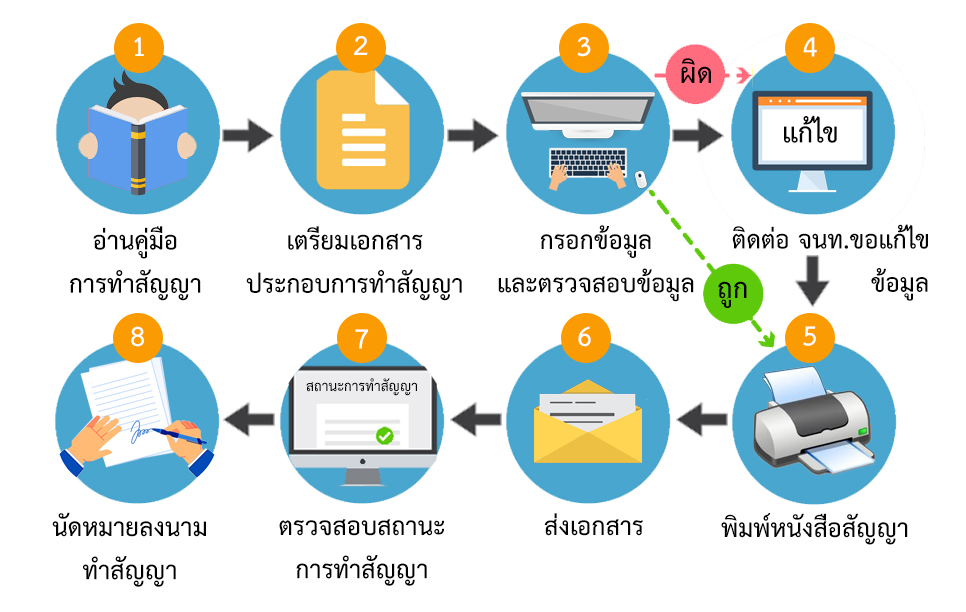 1
อ่านคู่มือ
การทำสัญญา
2
เตรียมเอกสาร
ประกอบการทำสัญญา
3
กรอกข้อมูล
และตรวจสอบข้อมูล
ผิด
ถูก
4
แก้ไข
ติดต่อ จนท.ขอแก้ไข
ข้อมูล
5
พิมพ์หนังสือสัญญา
6
ส่งเอกสาร
7
สถานะการทำสัญญา
ตรวจสอบสถานะ
การทำสัญญา
8
นัดหมายลงนาม
ทำสัญญา